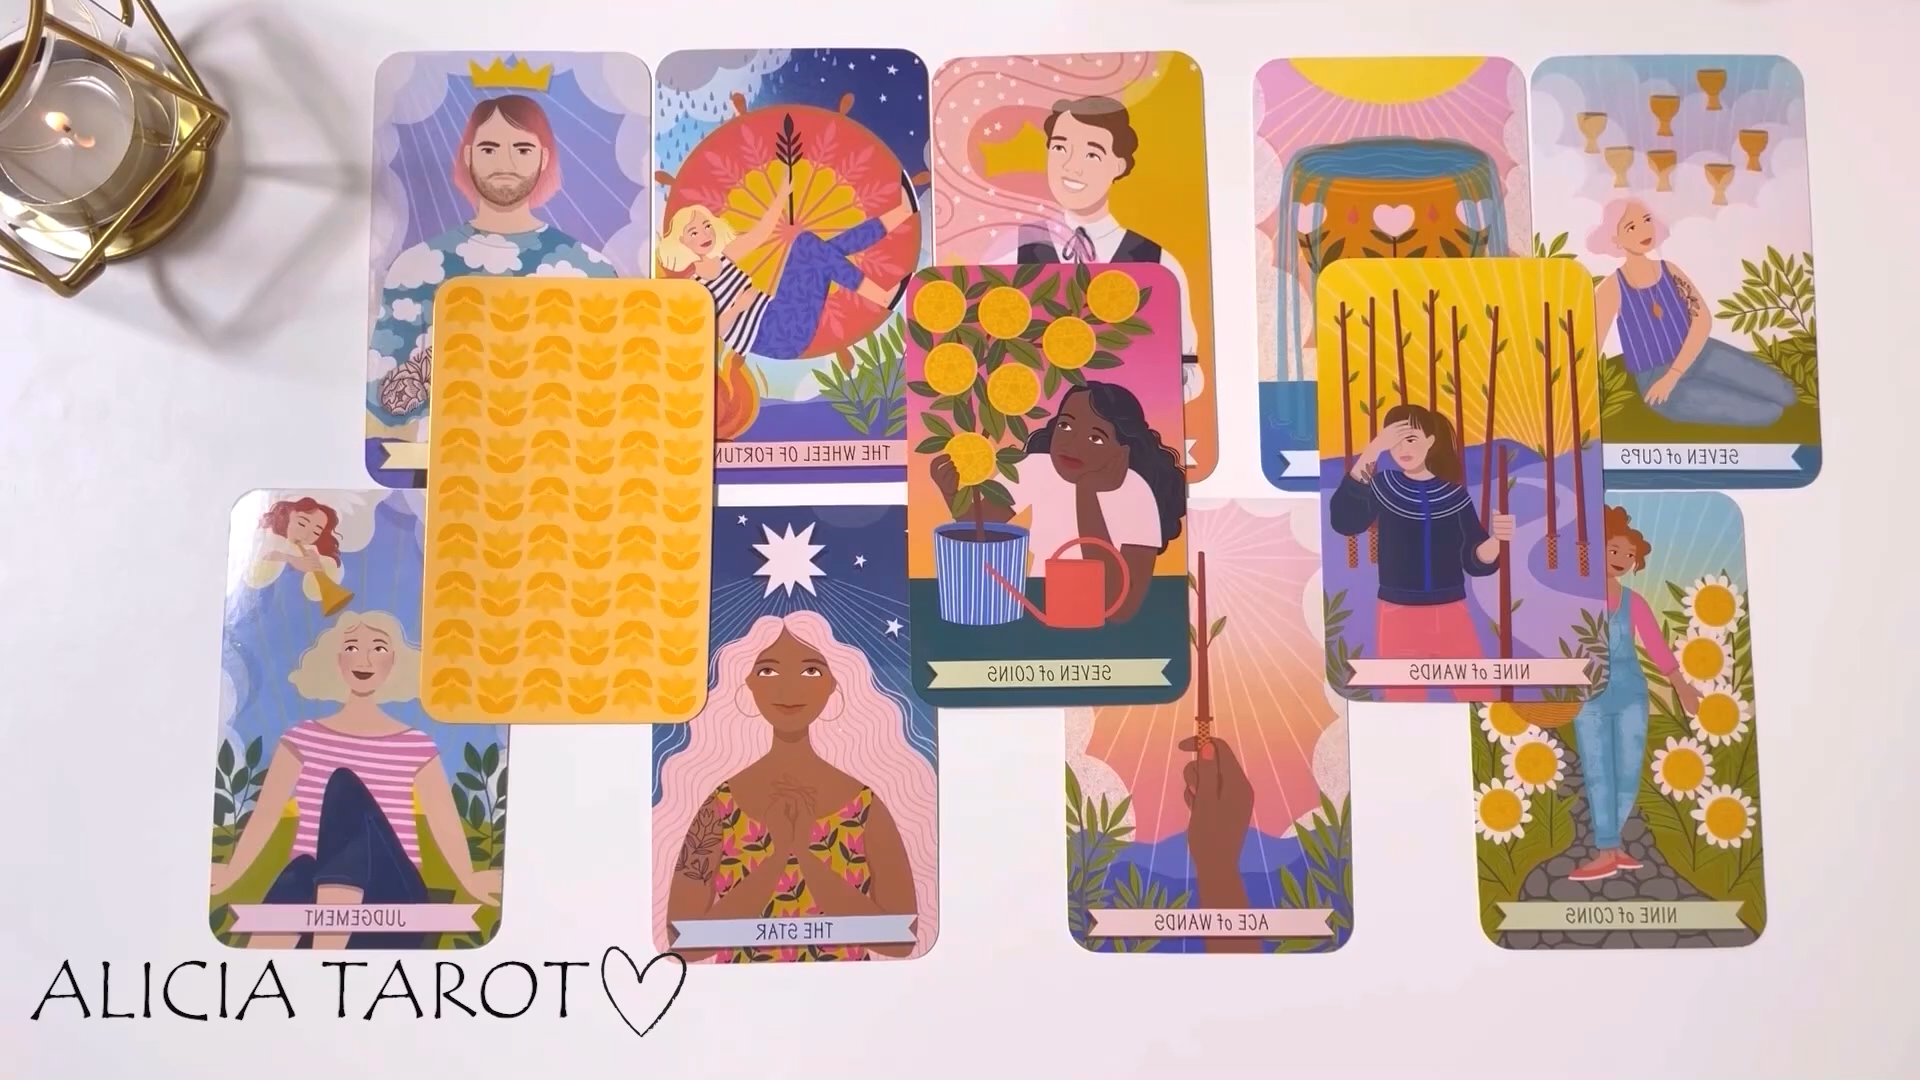 THE WHEEL OF FORTUN
SEVEN of CUPS
SEVEN of COINS
NINE of WANDS
JUDGEMENT
THE STAR
ACE of WANDS
NINE of COINS
ALICIA TAROT